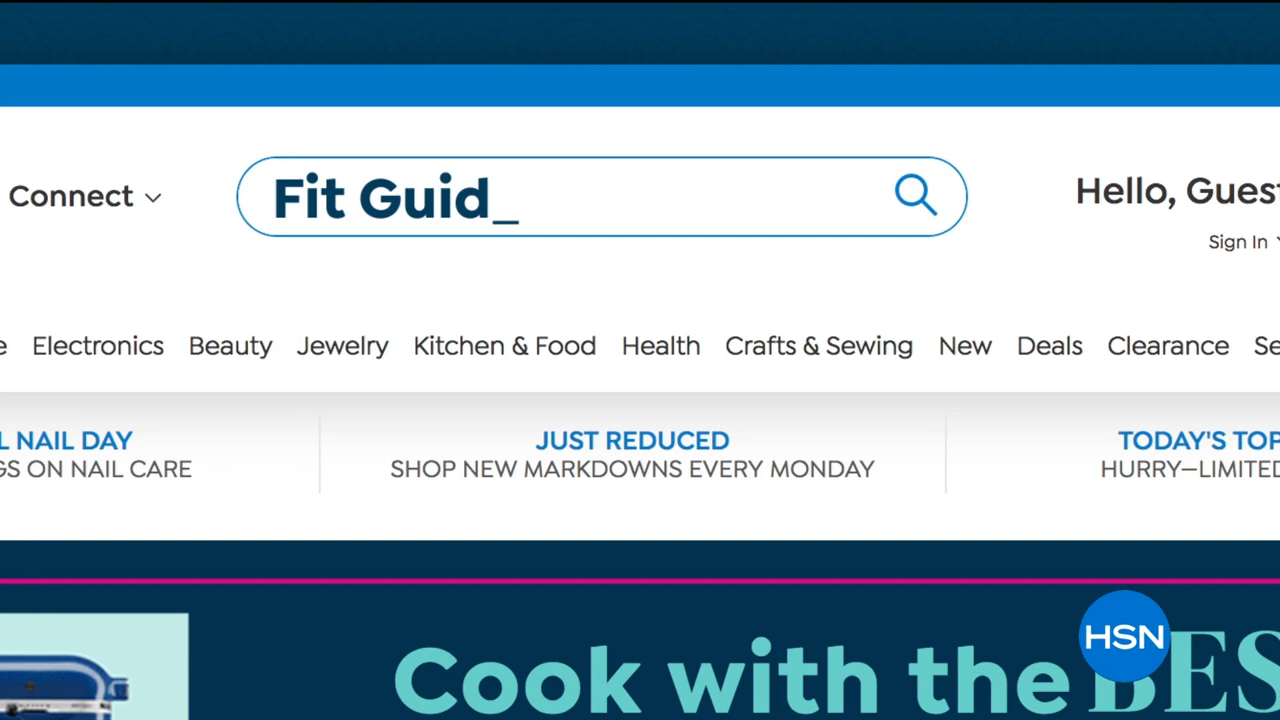 Connect
Fit Guid_
Hello, Gues
Sign In
e Electronics Beauty Jewelry Kitchen & Food Health Crafts & Sewing New Deals Clearance Se
L NAIL DAY
GS ON NAIL CARE
JUST REDUCED
SHOP NEW MARKDOWNS EVERY MONDAY
TODAY'S TOP
HURRY—LIMITED
Cook with the BES
HSN